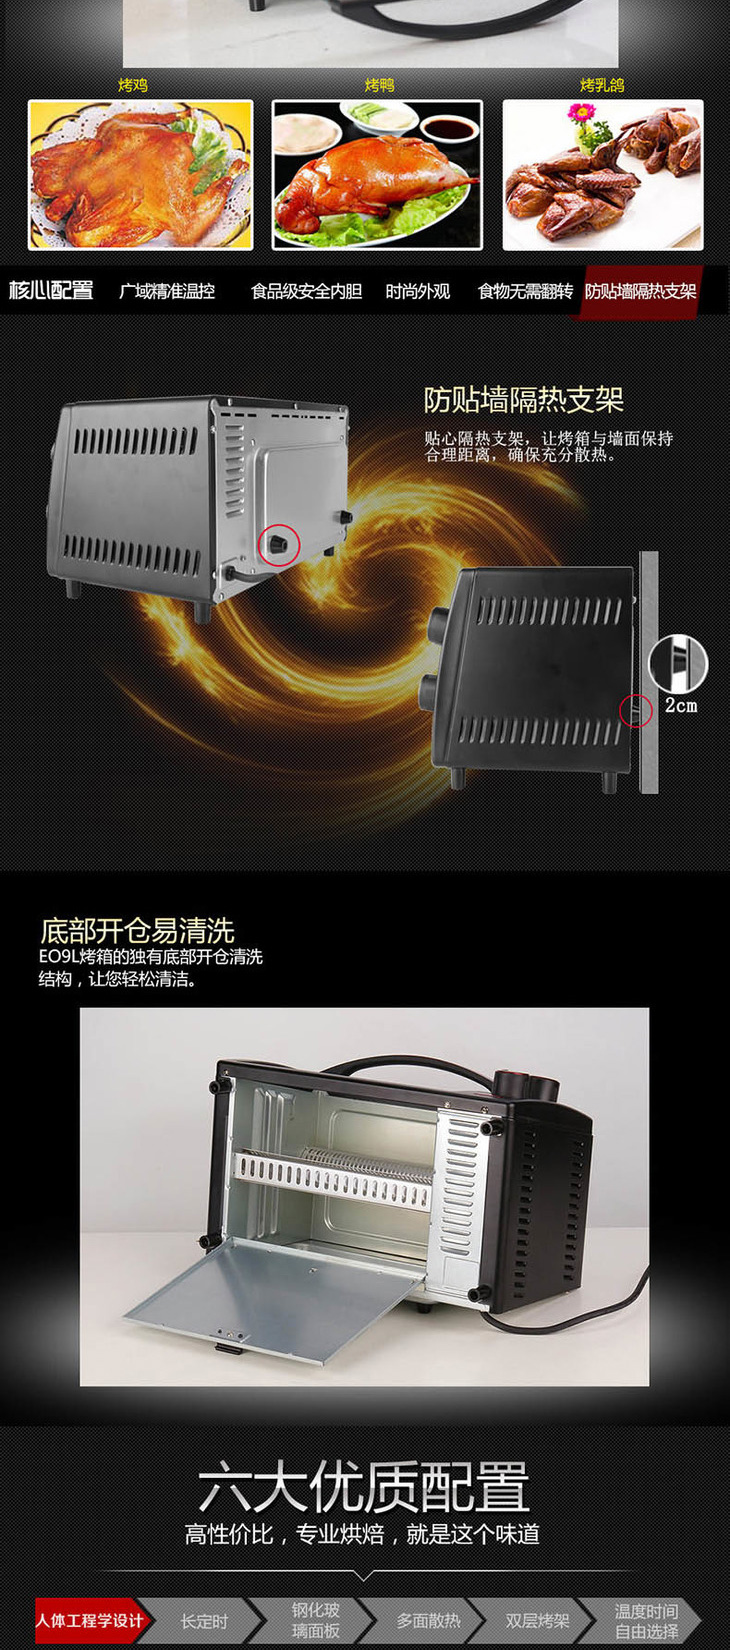 烤鸡 烤鸭 烤乳鸽
核心配置 广域精准温控 食品级安全内胆 时尚外观 食物无需翻转 防贴墙隔热支架
防贴墙隔热支架
贴心隔热支架，让烤箱与墙面保持
合理距离，确保充分散热。
2cm
底部开仓易清洗
EO9L烤箱的独有底部开仓清洗
结构，让您轻松清洁。
六大优质配置
高性价比，专业烘焙，就是这个味道
人体工程学设计 长定时 钢化玻 多面散热 双层烤架 温度时间
璃面板 自由选择